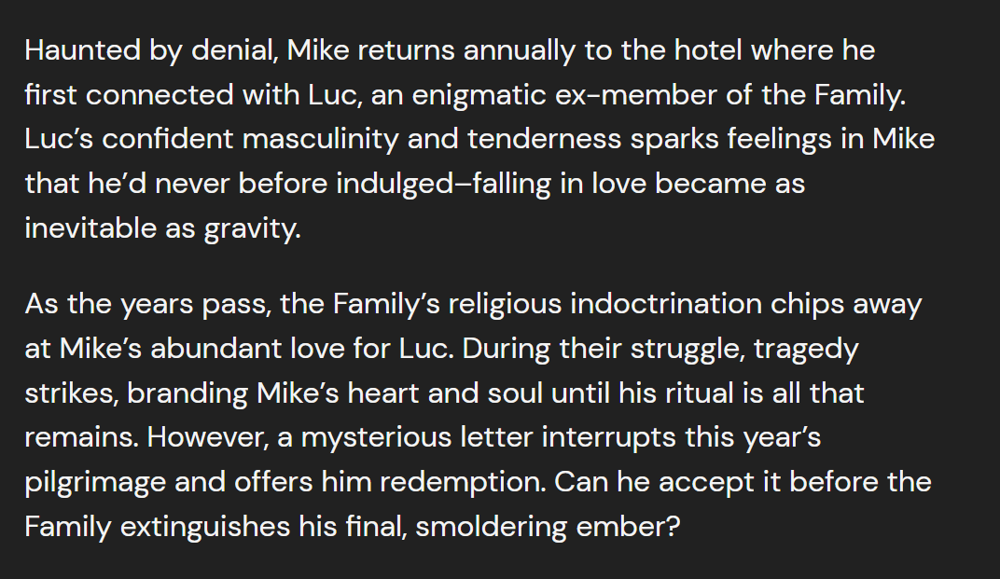 Haunted by denial, Mike returns annually to the hotel where he
first connected with Luc, an enigmatic ex-member of the Family.
Luc’s confident masculinity and tenderness sparks feelings in Mike
that he’d never before indulged–falling in love became as
inevitable as gravity.
As the years pass, the Family’s religious indoctrination chips away
at Mike’s abundant love for Luc. During their struggle, tragedy
strikes, branding Mike’s heart and soul until his ritual is all that
remains. However, a mysterious letter interrupts this year’s
pilgrimage and offers him redemption. Can he accept it before the
Family extinguishes his final, smoldering ember?